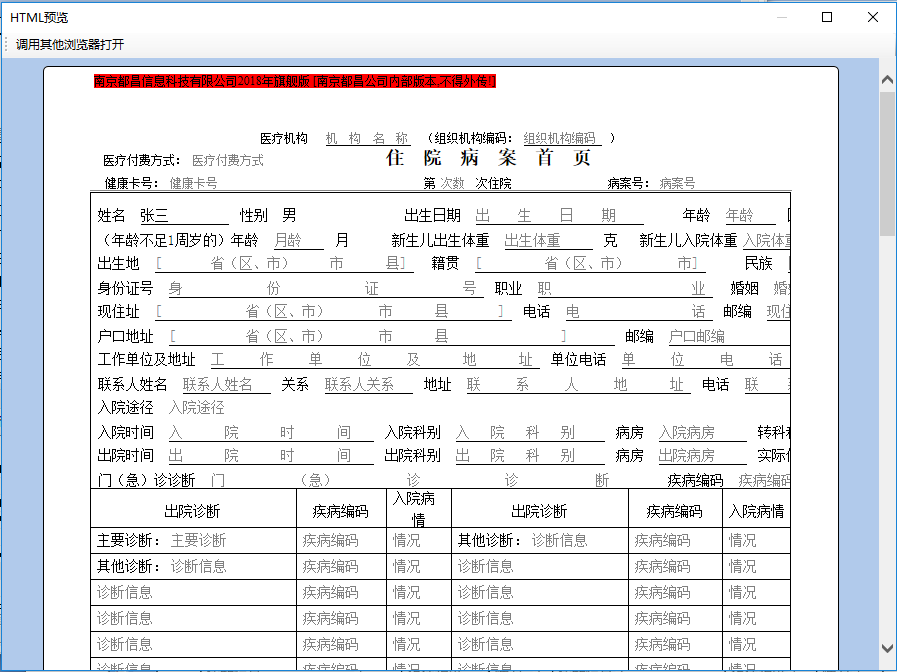 HTML预览
调用其他浏览器打开
南京都昌信息科技有限公司2018年旗舰版[南京都昌公司内部版本,不得外传!]
医疗机构 机 构 名 称 （组织机构编码： 组织机构编码 ）
医疗付费方式： 医疗付费方式 住 院 病 案 首 页
健康卡号： 健康卡号 第 次数 次住院 病案号： 病案号
姓名 张三 性别 男 出生日期 出 生 日 期 年龄 年龄
（年龄不足1周岁的）年龄 月龄 月 新生儿出生体重 出生体重 克 新生儿入院体重 入院体重
出生地 [ 省（区、市） 市 县] 籍贯 [ 省（区、市） 市] 民族
身份证号 身 份 证 号 职业 职 业 婚姻 婚
现住址 [ 省（区、市） 市 县 ] 电话 电 话 邮编 现住
户口地址 [ 省（区、市） 市 县 ] 邮编 户口邮编
工作单位及地址 工 作 单 位 及 地 址 单位电话 单 位 电 话
联系人姓名 联系人姓名 关系 联系人关系 地址 联 系 人 地 址 电话 联
入院途径 入院途径
入院时间 入 院 时 间 入院科别 入 院 科 别 病房 入院病房 转科
出院时间 出 院 时 间 出院科别 出 院 科 别 病房 出院病房 实际
门（急）诊诊断 门 （急） 诊 诊 断 疾病编码 疾病编码
出院诊断 疾病编码 入院病情 出院诊断 疾病编码 入院病情
主要诊断： 主要诊断 疾病编码 情况 其他诊断： 诊断信息 疾病编码 情况
其他诊断： 诊断信息 疾病编码 情况 诊断信息 疾病编码 情况
诊断信息 疾病编码 情况 诊断信息 疾病编码 情况
诊断信息 疾病编码 情况 诊断信息 疾病编码 情况
诊断信息 疾病编码 情况 诊断信息 疾病编码 情况
诊断信息 疾病编码 情况 诊断信息 疾病编码 情况